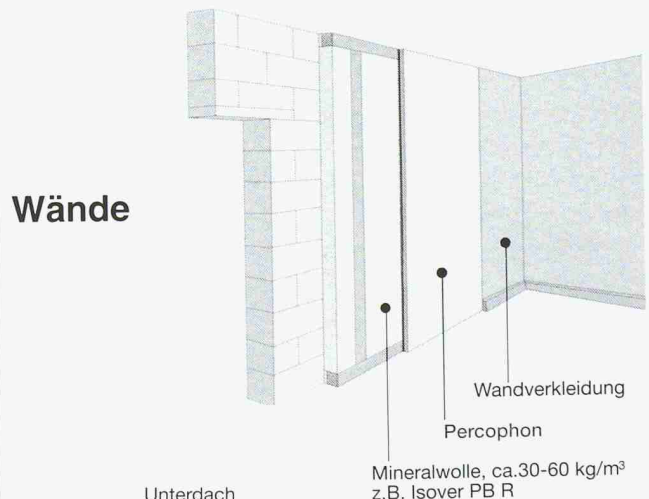 Wände
Wandverkleidung
Percophon
Mineralwolle, ca.30-60 kg/m³
z.B. Isover PB R
Unterdach